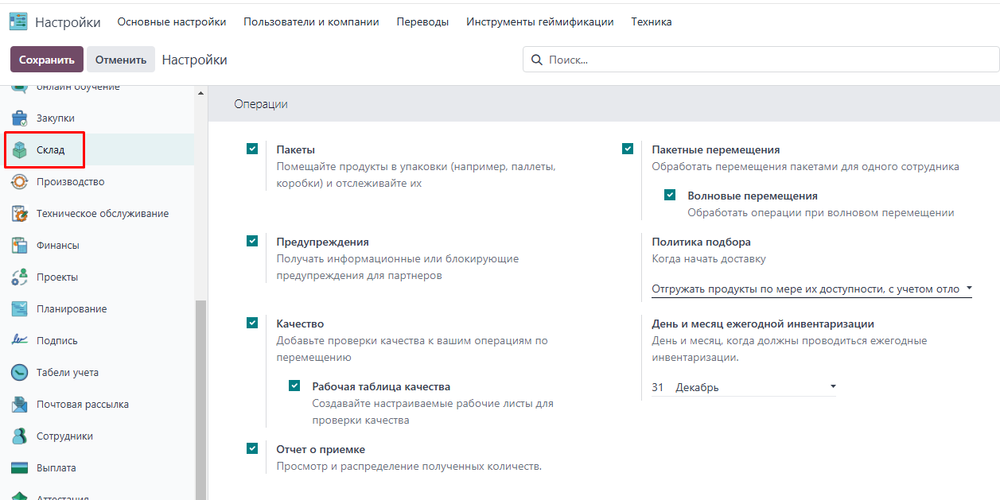 Настройки Основные настройки Пользователи и компании Переводы Инструменты геймификации Техника
Сохранить Отменить Настройки Поиск...
онлайн обучение
Закупки
Склад
Производство
Техническое обслуживание
Финансы
Проекты
Планирование
Подпись
Табели учета
Почтовая рассылка
Сотрудники
Выплата
Аттестация
Операции
Пакеты
Помещайте продукты в упаковки (например, паллеты,
коробки) и отслеживайте их
Предупреждения
Получать информационные или блокирующие
предупреждения для партнеров
Качество
Добавьте проверки качества к вашим операциям по
перемещению
Рабочая таблица качества
Создавайте настраиваемые рабочие листы для
проверки качества
Отчет о приемке
Просмотр и распределение полученных количеств.
Пакетные перемещения
Обработать перемещения пакетами для одного сотрудника
Волновые перемещения
Обработать операции при волновом перемещении
Политика подбора
Когда начать доставку
Отгружать продукты по мере их доступности, с учетом отло
День и месяц ежегодной инвентаризации
День и месяц, когда должны проводиться ежегодные
инвентаризации.
31 Декабрь